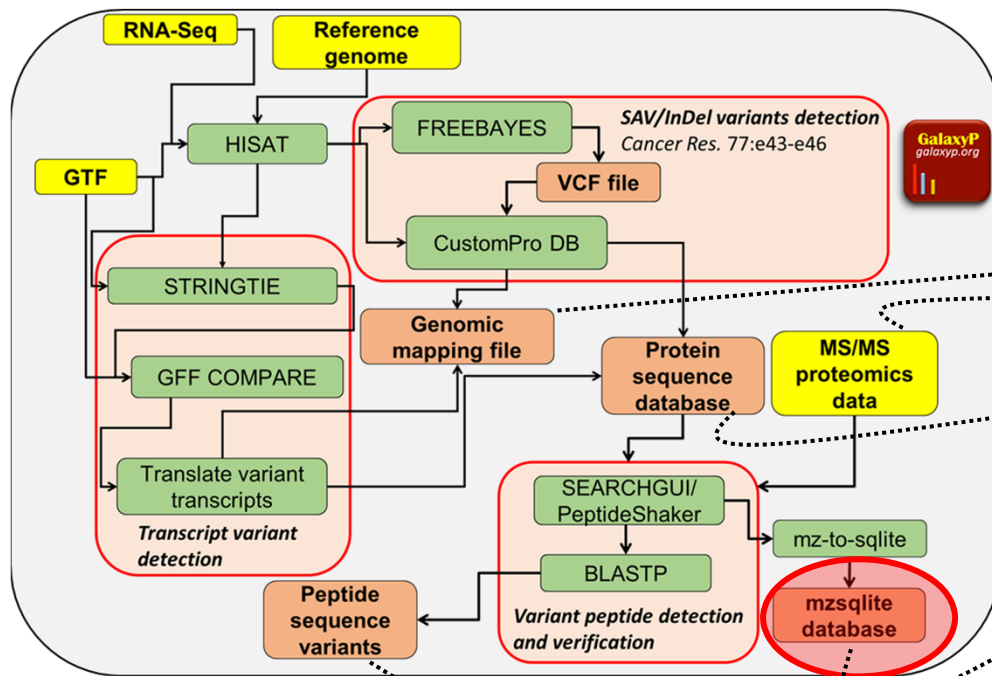 RNA-Seq
Reference
genome
SAV/InDel variants detection
Cancer Res. 77:e43-e46
FREEBAYES
HISAT
GalaxyP
galaxyp.org
GTF
VCF file
CustomPro DB
STRINGTIE
Genomic
mapping file
Protein
sequence
database
MS/MS
proteomics
data
GFF COMPARE
Translate variant
transcripts
Transcript variant
detection
SEARCHGUI/
PeptideShaker
mz-to-sqlite
BLASTP
Peptide
sequence
variants
Variant peptide detection
and verification
mzsqlite
database